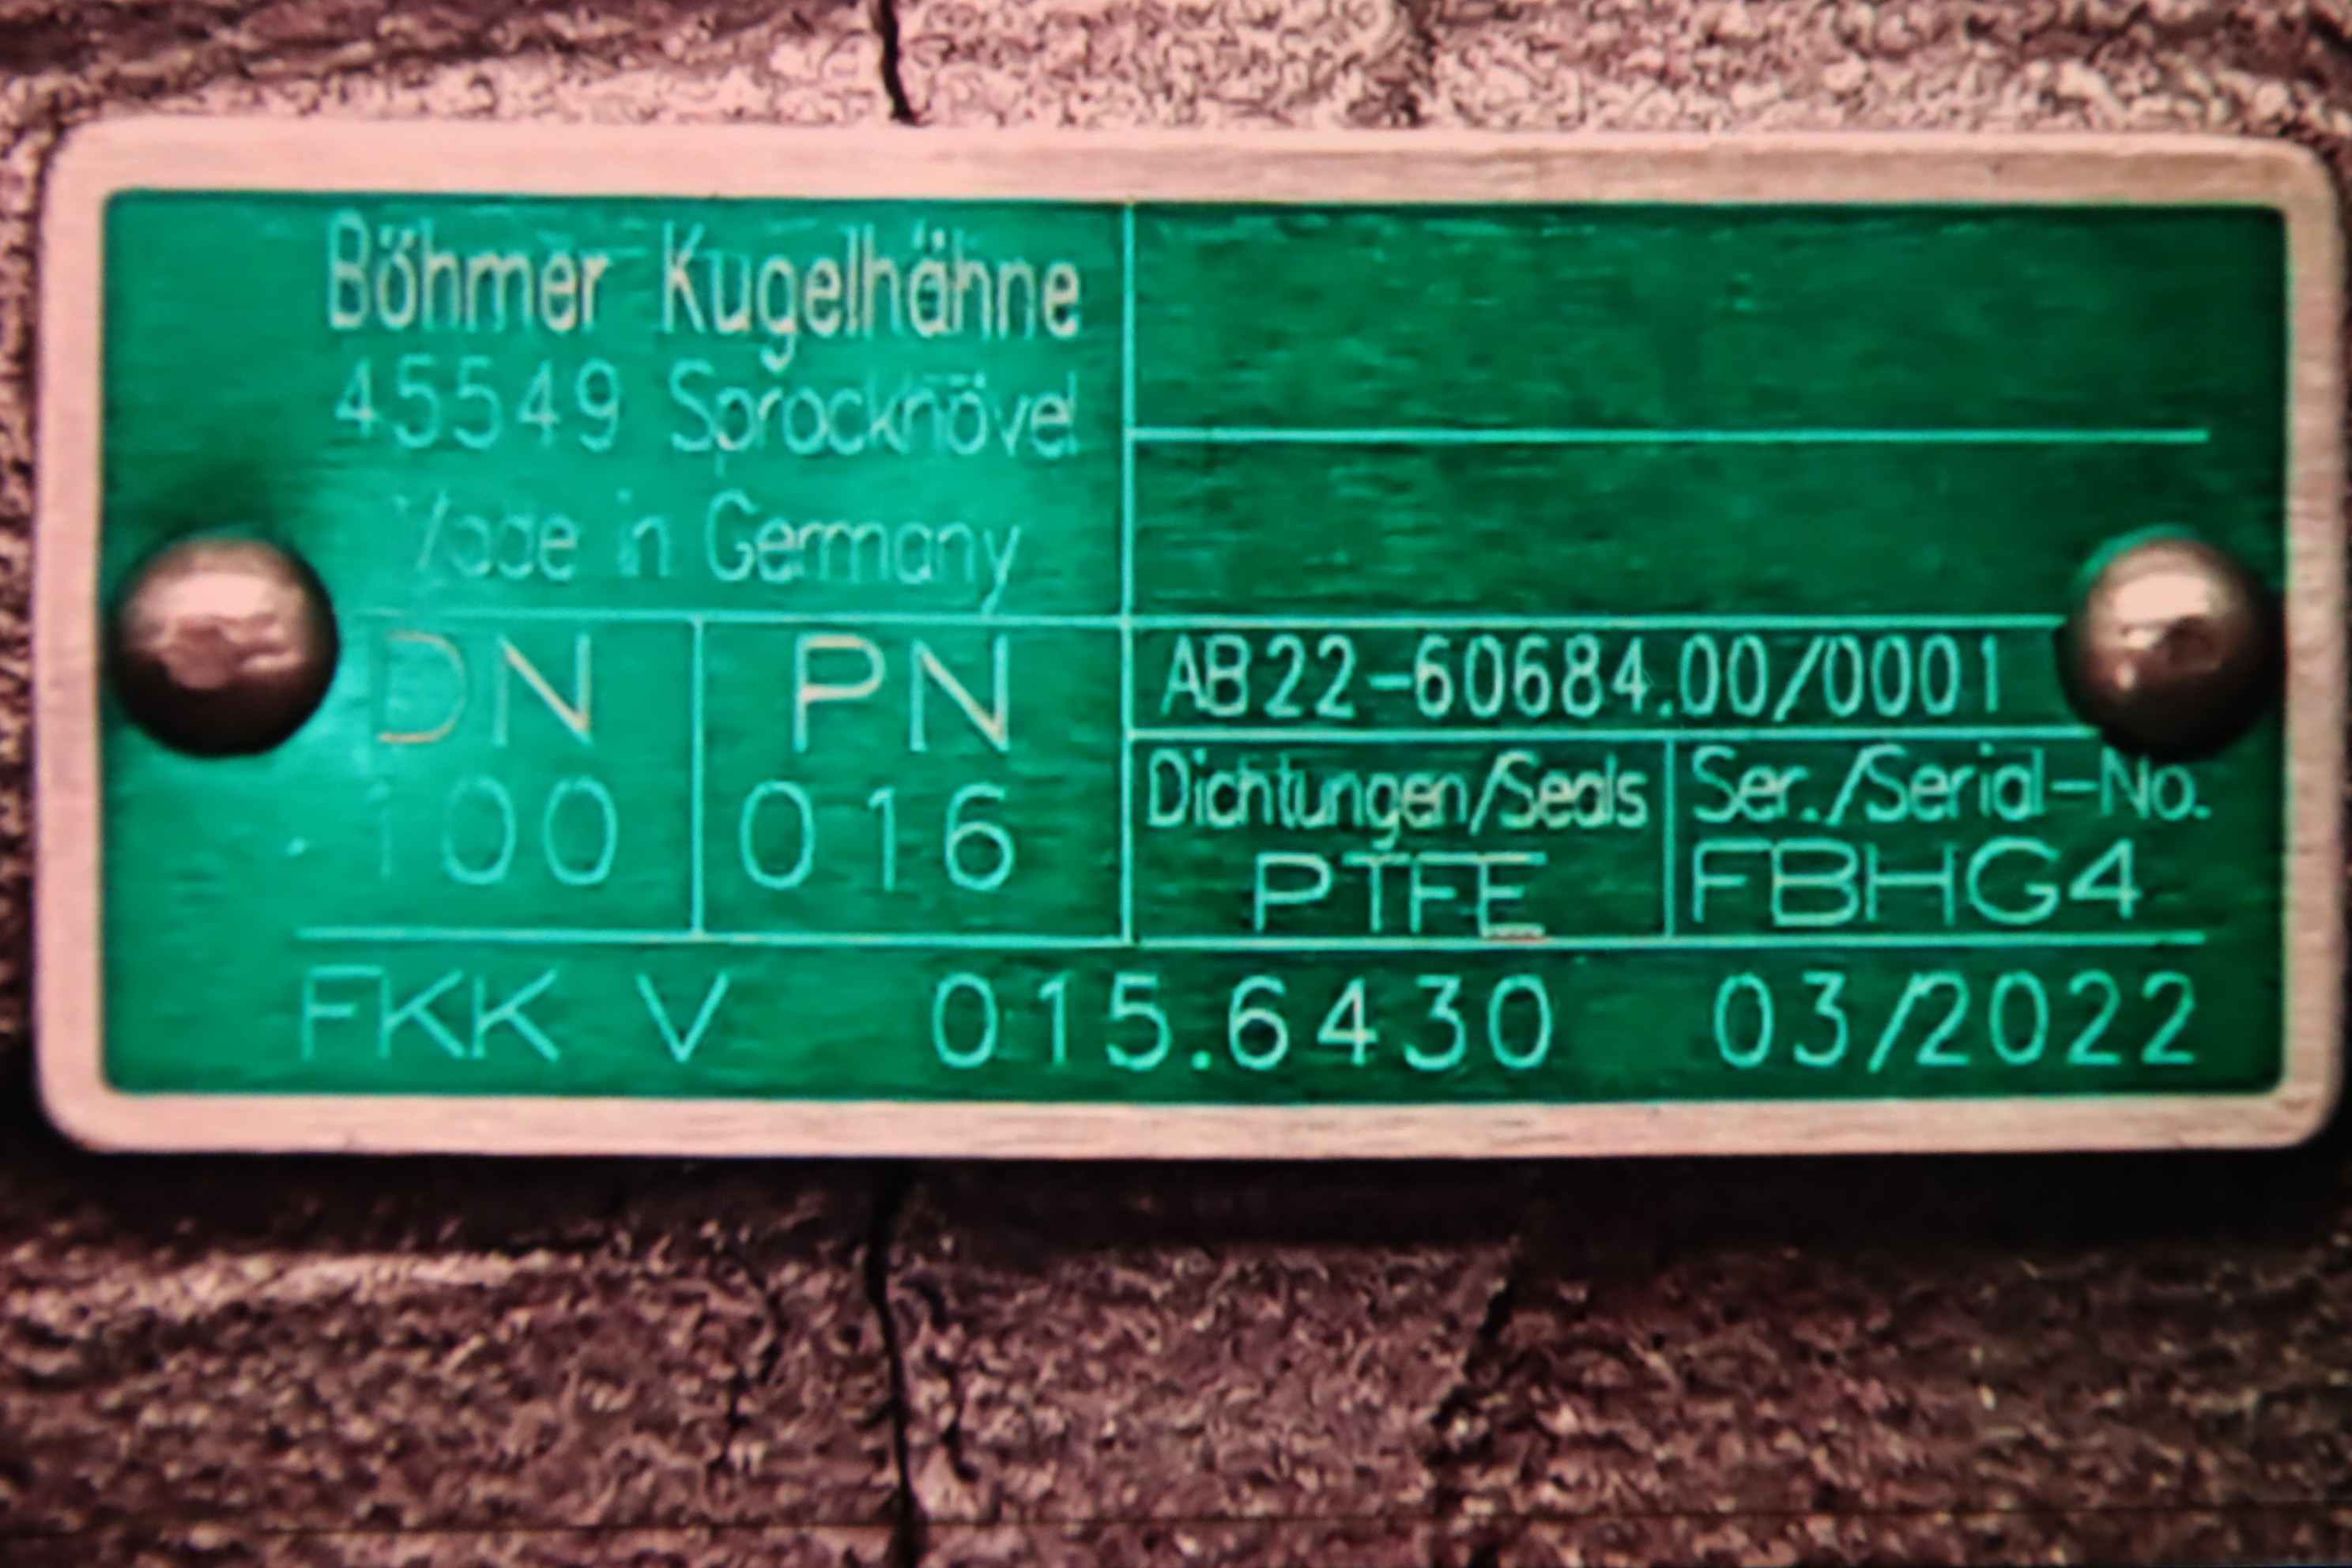 Böhmer Kugelhähne
45549 Sprockhövel
Made in Germany
DN
100
PN
016
AB22-60684.00/0001
Dichtungen/Seals
PTFE
Ser./Serial-No.
FBHG4
FKK V 015.6430 03/2022